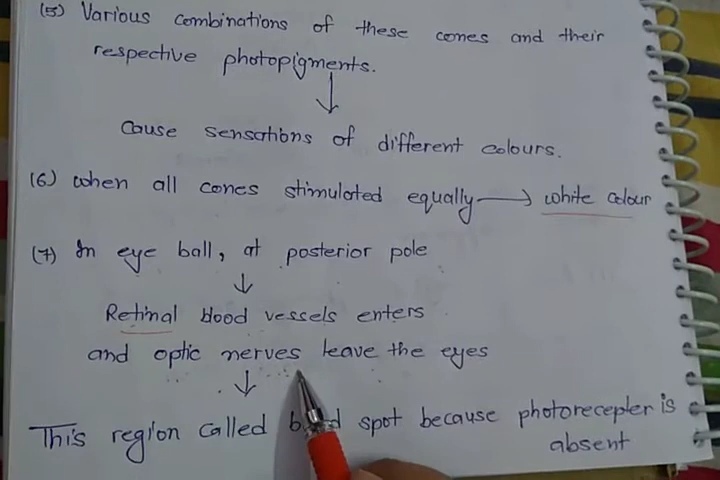 (5) Various combinations of these cones and their
respective photopigments.
↓
Cause sensations of different colours.
(6) when all cones stimulated equally → white colour
(7) In eye ball, at posterior pole
↓
Retinal blood vessels enters
and optic nerves leave the eyes
↓
This region called spot because photorecepter is
absent